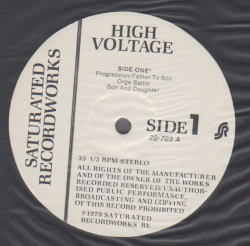 HIGH
VOLTAGE
SIDE ONE*
Progression/Father To Son
Orge Battle
Son And Daughter
SATURATED
RECORDWORKS
SIDE 1
2S-703 A
33 1/3 RPM STEREO
ALL RIGHTS OF THE MANUFACTURER
AND OF THE OWNER OF THE WORKS
RECORDED RESERVED/UNAUTHOR-
ISED PUBLIC PERFORMANCE,
BROADCASTING AND COPYING
OF THIS RECORD PROHIBITED
©1979 SATURATED
RECORDWORKS BV.